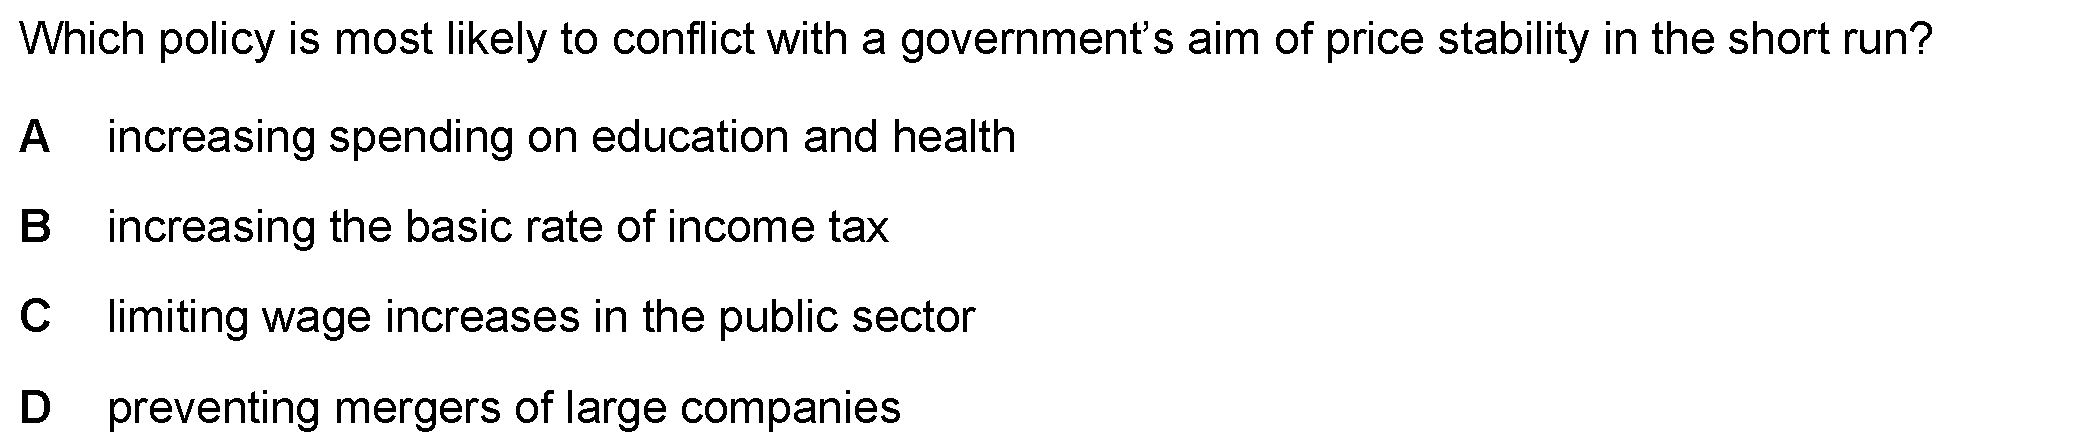 Which policy is most likely to conflict with a government’s aim of price stability in the short run?
A increasing spending on education and health
B increasing the basic rate of income tax
C limiting wage increases in the public sector
D preventing mergers of large companies